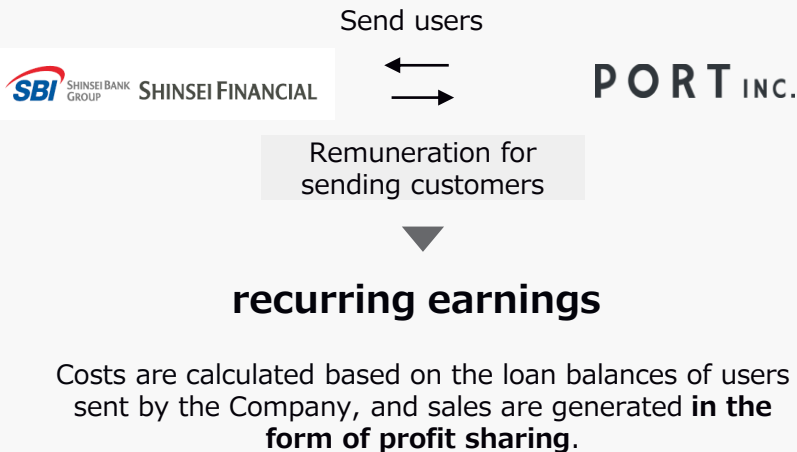 Send users
SBI SHINSEI BANK GROUP SHINSEI FINANCIAL
PORT INC.
Remuneration for
sending customers
recurring earnings
Costs are calculated based on the loan balances of users
sent by the Company, and sales are generated in the
form of profit sharing.